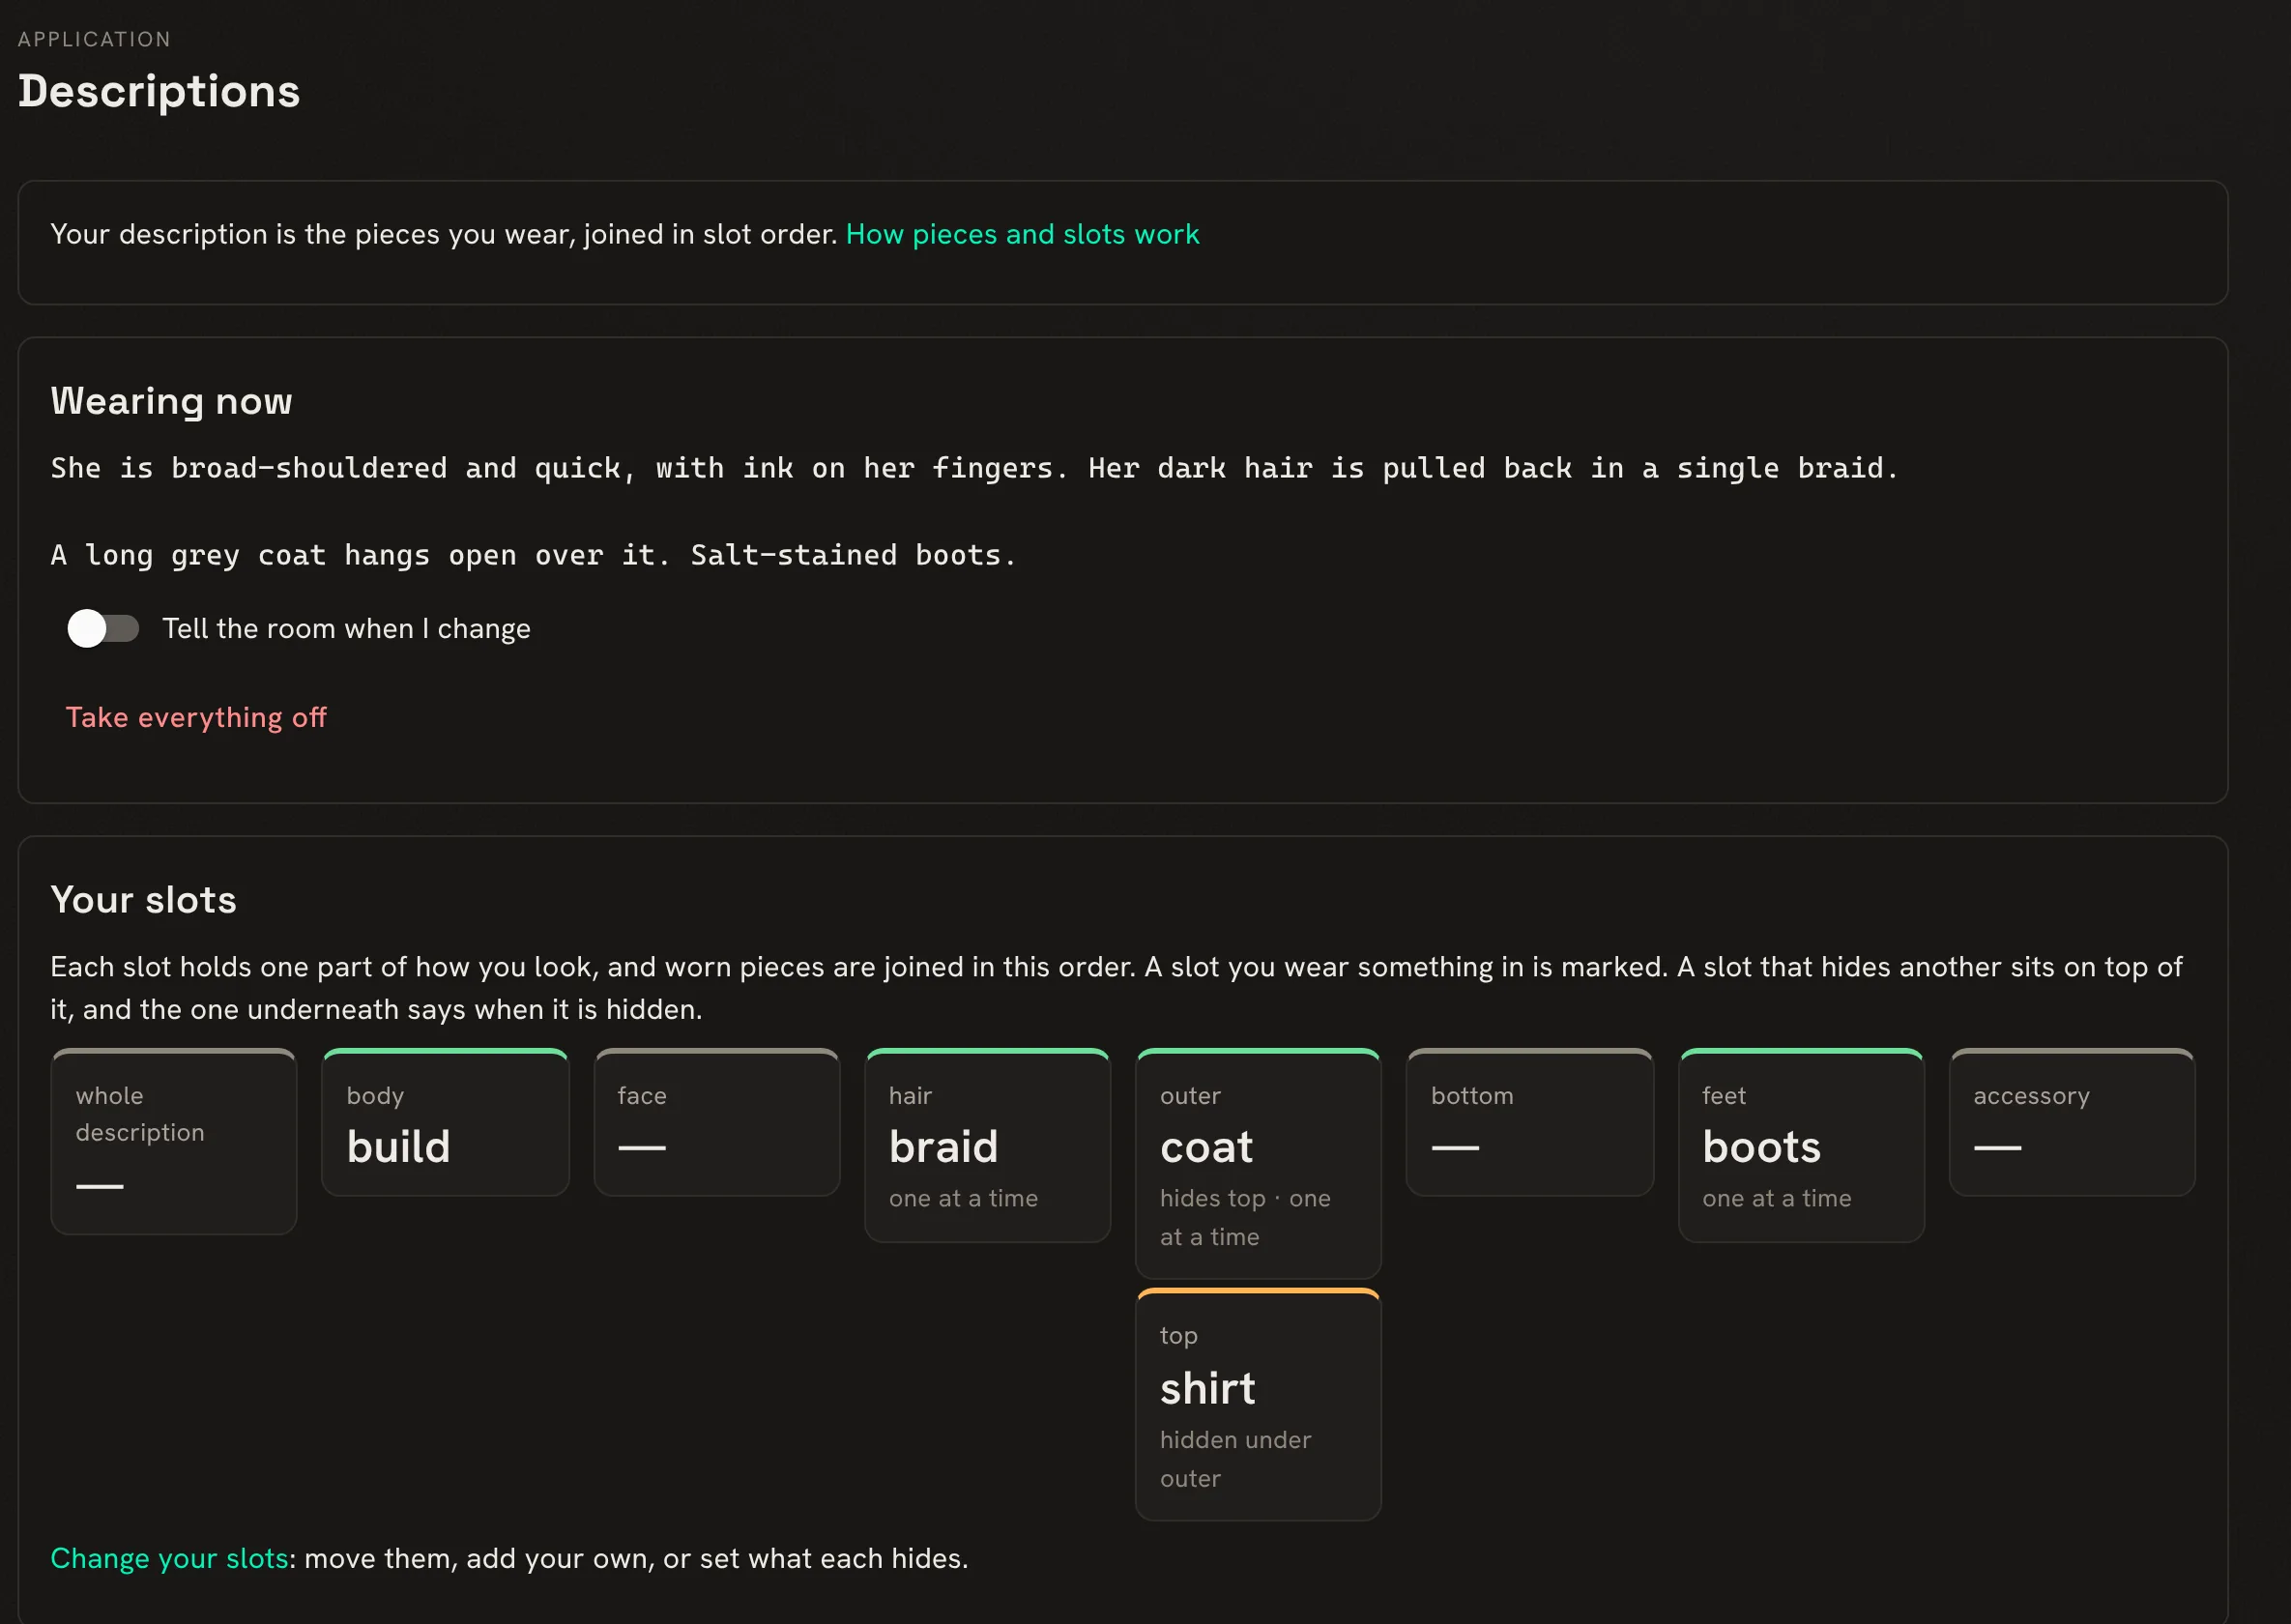 APPLICATION
Descriptions
Your description is the pieces you wear, joined in slot order. How pieces and slots work
Wearing now
She is broad-shouldered and quick, with ink on her fingers. Her dark hair is pulled back in a single braid.
A long grey coat hangs open over it. Salt-stained boots.
Tell the room when I change
Take everything off
Your slots
Each slot holds one part of how you look, and worn pieces are joined in this order. A slot you wear something in is marked. A slot that hides another sits on top of
it, and the one underneath says when it is hidden.
whole
description
—
body
build
face
—
hair
braid
one at a time
outer
coat
hides top · one
at a time
top
shirt
hidden under
outer
bottom
—
feet
boots
one at a time
accessory
—
Change your slots: move them, add your own, or set what each hides.